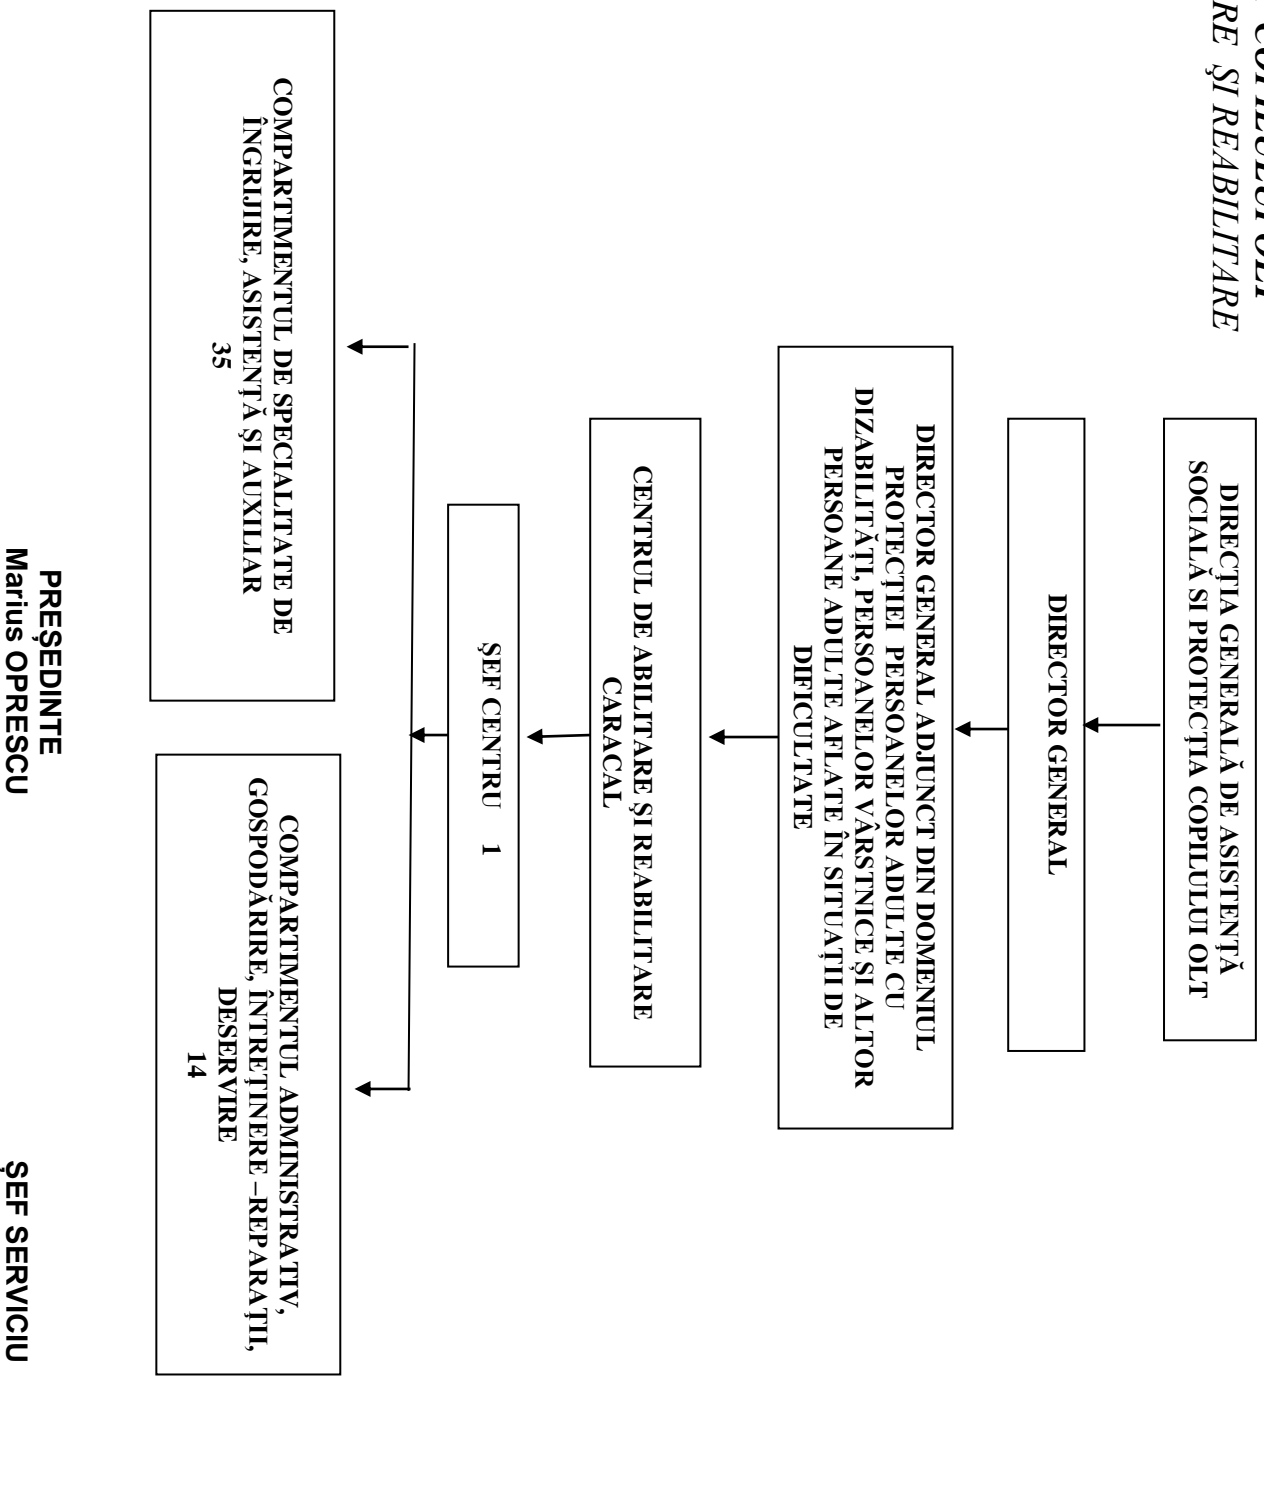 COPILULUI OLT
RE ŞI REABILITARE
DIRECŢIA GENERALĂ DE ASISTENŢĂ
SOCIALĂ SI PROTECŢIA COPILULUI OLT
DIRECTOR GENERAL
DIRECTOR GENERAL ADJUNCT DIN DOMENIUL
PROTECŢIEI PERSOANELOR ADULTE CU
DIZABILITĂŢI, PERSOANELOR VÂRSTNICE ŞI ALTOR
PERSOANE ADULTE AFLATE ÎN SITUAŢII DE
DIFICULTATE
CENTRUL DE ABILITARE ŞI REABILITARE
CARACAL
ŞEF CENTRU 1
COMPARTIMENTUL DE SPECIALITATE DE
ÎNGRIJIRE, ASISTENŢĂ ŞI AUXILIAR
35
COMPARTIMENTUL ADMINISTRATIV,
GOSPODĂRIRE, ÎNTREŢINERE –REPARAŢII,
DESERVIRE
14
PREŞEDINTE
Marius OPRESCU
ŞEF SERVICIU